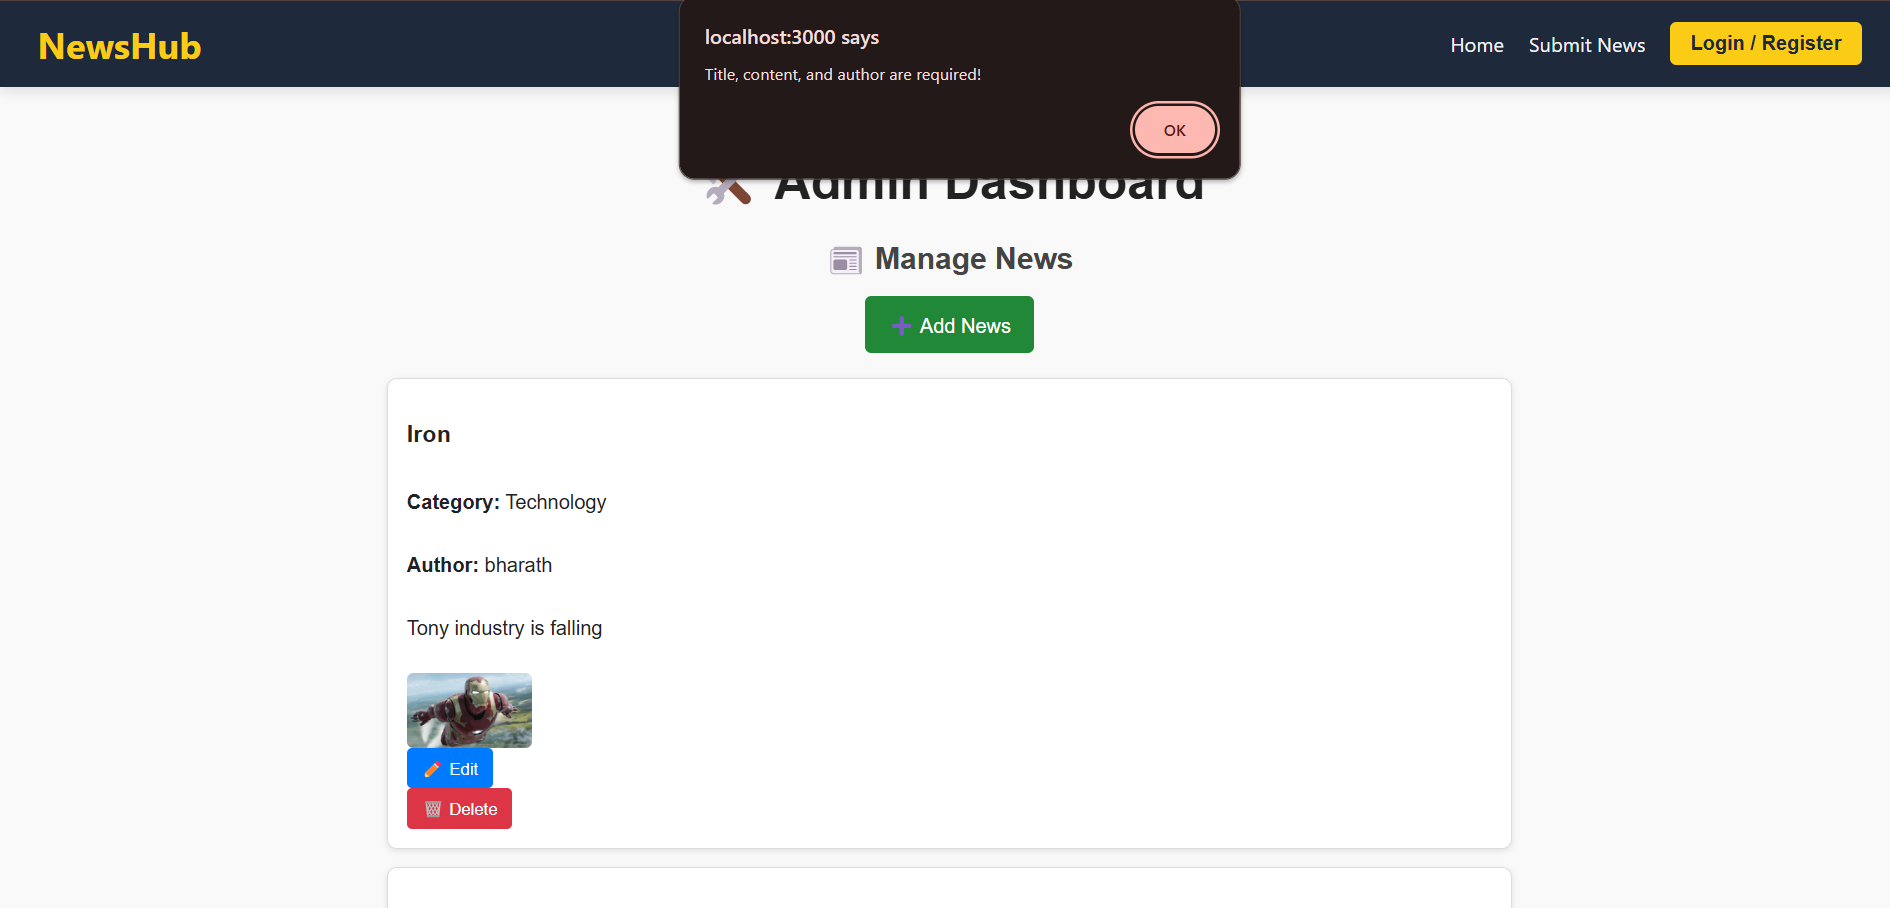 NewsHub
Home
Submit News
Login / Register
localhost:3000 says
Title, content, and author are required!
OK
Admin Dashboard
Manage News
Add News
Iron
Category: Technology
Author: bharath
Tony industry is falling
Edit
Delete